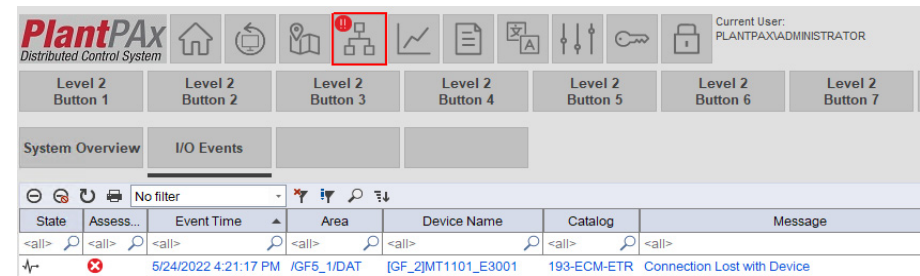 PlantPAx
Distributed Control System
Current User:
PLANTPAX\ADMINISTRATOR
Level 2
Button 1
Level 2
Button 2
Level 2
Button 3
Level 2
Button 4
Level 2
Button 5
Level 2
Button 6
Level 2
Button 7
System Overview
I/O Events
No filter
State Assess... Event Time Area Device Name Catalog Message
<all> <all> <all> <all> <all> <all> <all>
5/24/2022 4:21:17 PM /GF5_1/DAT [GF_2]MT1101_E3001 193-ECM-ETR Connection Lost with Device